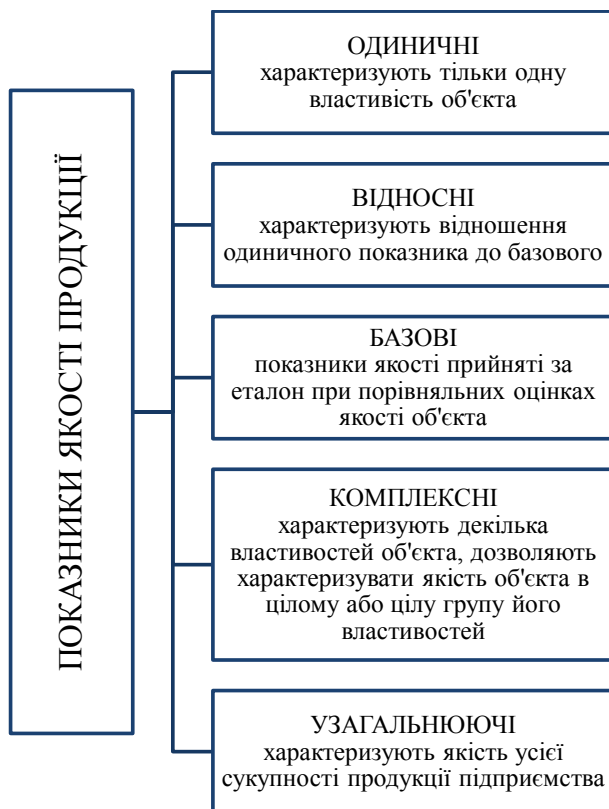 ПОКАЗНИКИ ЯКОСТІ ПРОДУКЦІЇ
ОДИНИЧНІ
характеризують тільки одну
властивість об'єкта
ВІДНОСНІ
характеризують відношення
одиничного показника до базового
БАЗОВІ
показники якості прийняті за
еталон при порівняльних оцінках
якості об'єкта
КОМПЛЕКСНІ
характеризують декілька
властивостей об'єкта, дозволяють
характеризувати якість об'єкта в
цілому або цілу групу його
властивостей
УЗАГАЛЬНЮЮЧІ
характеризують якість усієї
сукупності продукції підприємства